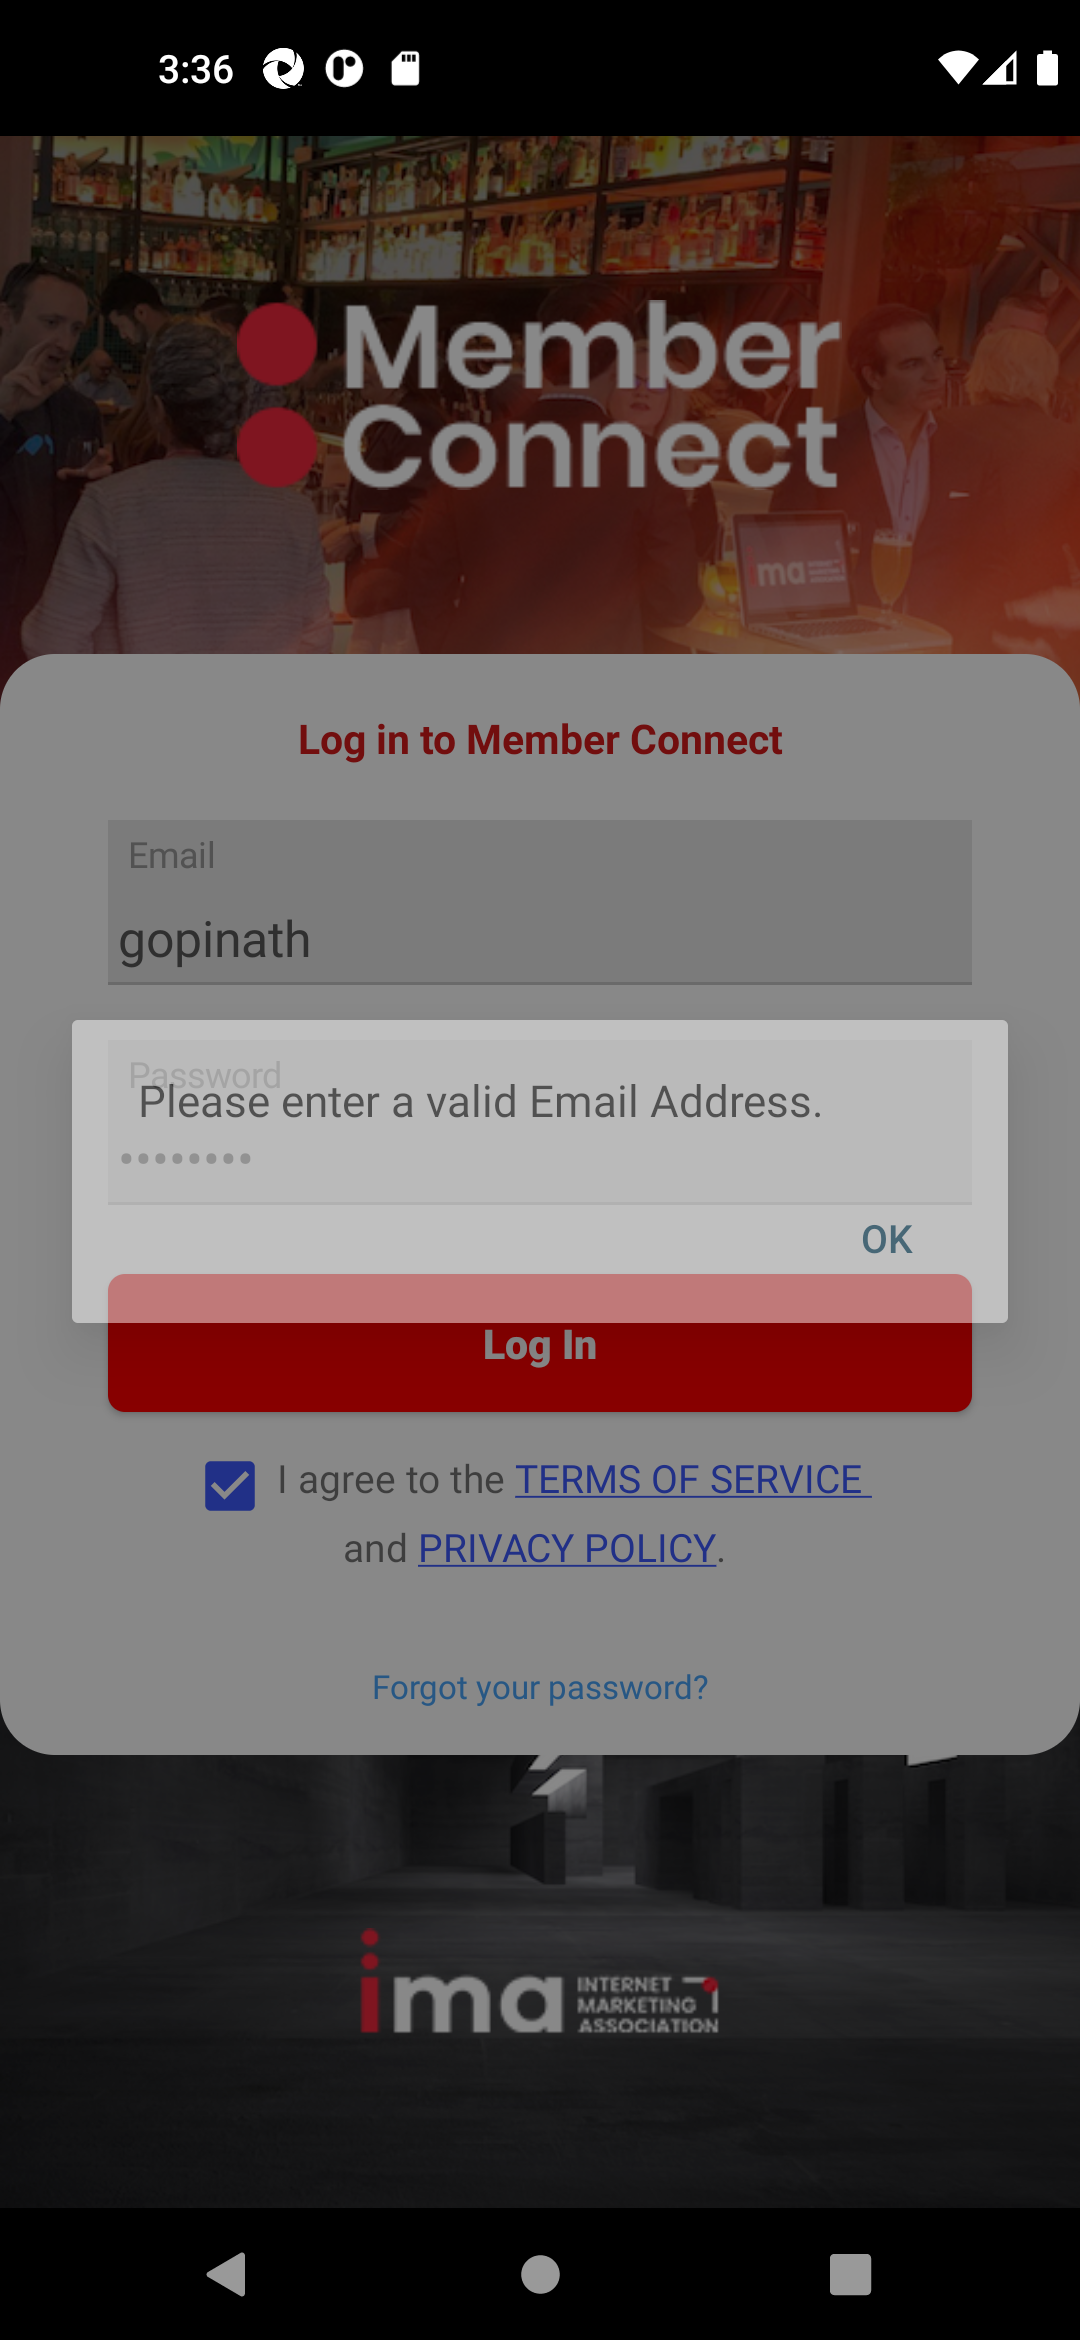 3:36
Member
Connect
ima
Log in to Member Connect
Email
gopinath
Password
Please enter a valid Email Address.
••••••••
OK
Log In
I agree to the TERMS OF SERVICE
and PRIVACY POLICY.
Forgot your password?
ima INTERNET
MARKETING
ASSOCIATION